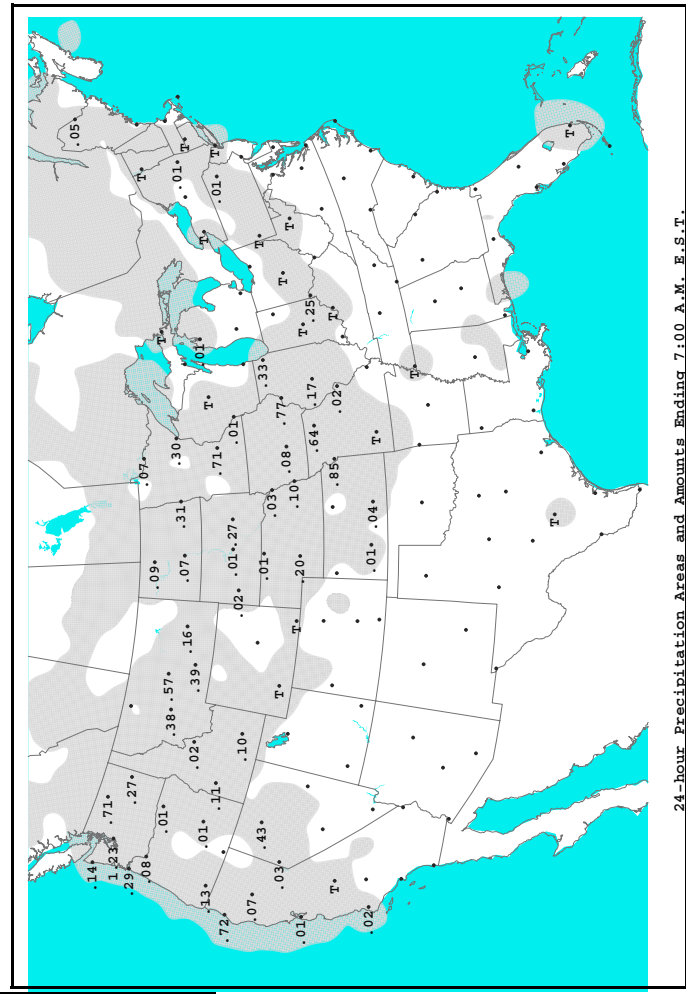 .05
.14
.71
1.23
.29
.27
T
.07
.08
.09
T
.01
.57
.38
.30
.01
.31
.07
T
.16
.02
.39
.01
.01
T
.13
T
.11
T
.71
.01
.72
.01
.27
.01
.02
.10
.07
T
.43
.33
.01
.03
.03
T
.77
T
.08
T
.10
T
.20
.01
T
.25
.17
.64
T
.85
T
.02
.02
.01
.04
T
T
T
T
24-hour Precipitation Areas and Amounts Ending 7:00 A.M. E.S.T.